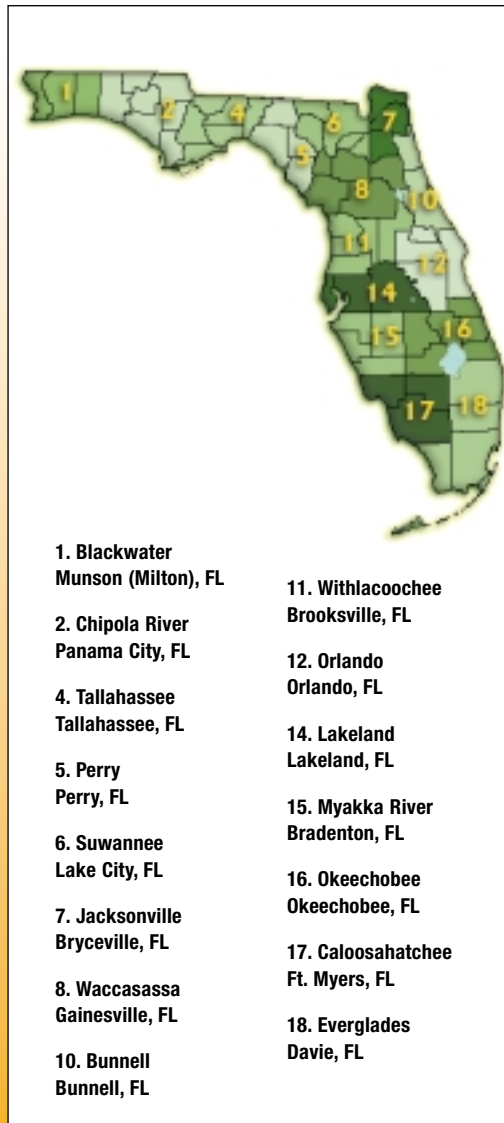 1
2
4
5
6
7
8
10
11
12
14
15
16
17
18
1. Blackwater
Munson (Milton), FL
2. Chipola River
Panama City, FL
4. Tallahassee
Tallahassee, FL
5. Perry
Perry, FL
6. Suwannee
Lake City, FL
7. Jacksonville
Bryceville, FL
8. Waccasassa
Gainesville, FL
10. Bunnell
Bunnell, FL
11. Withlacoochee
Brooksville, FL
12. Orlando
Orlando, FL
14. Lakeland
Lakeland, FL
15. Myakka River
Bradenton, FL
16. Okeechobee
Okeechobee, FL
17. Caloosahatchee
Ft. Myers, FL
18. Everglades
Davie, FL